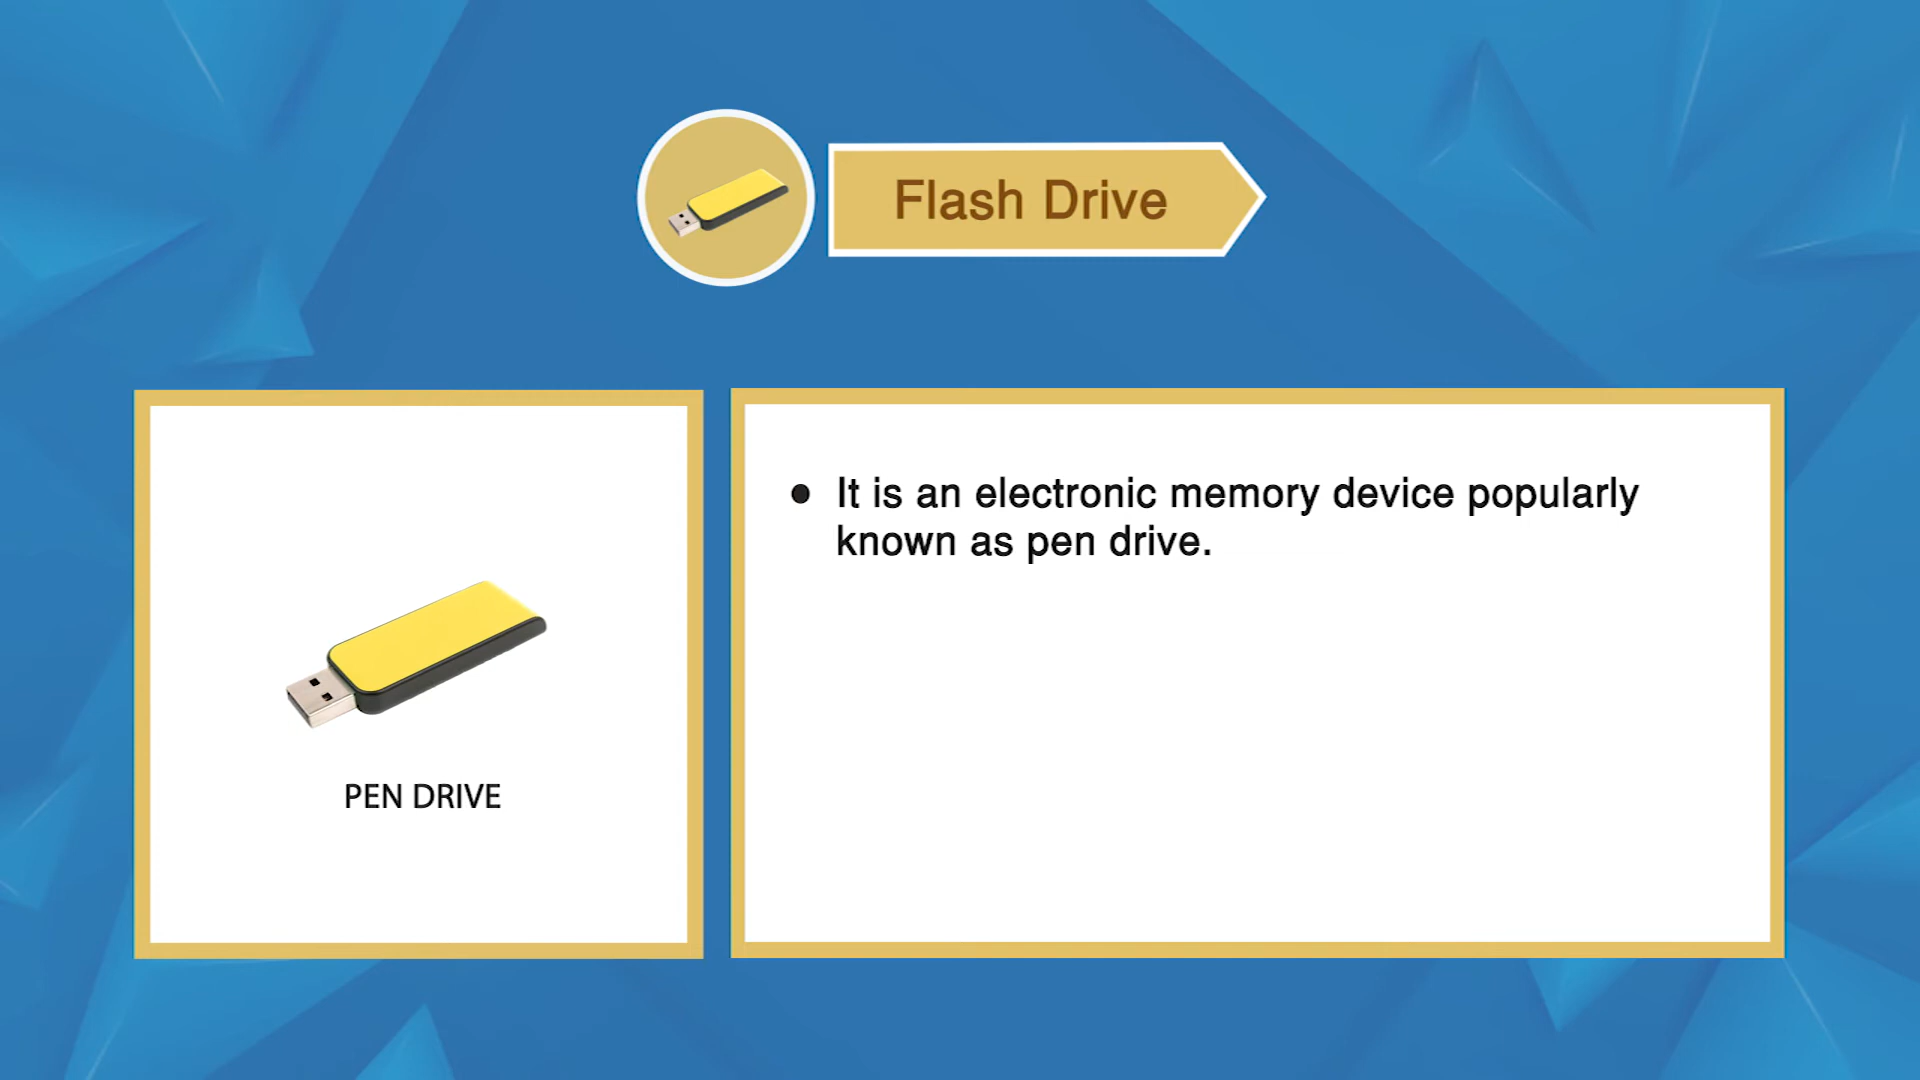 Flash Drive
● It is an electronic memory device popularly
known as pen drive.
PEN DRIVE